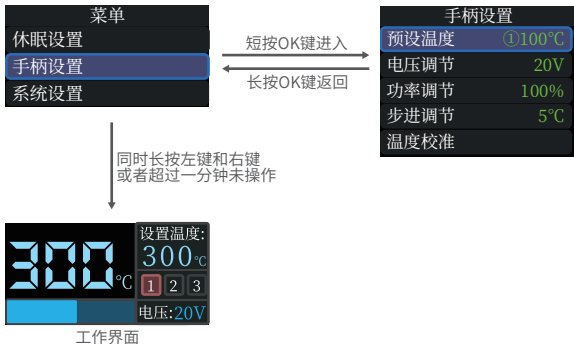 菜单
休眠设置
手柄设置
系统设置
短按OK键进入
长按OK键返回
手柄设置
预设温度 ①100℃
电压调节 20V
功率调节 100%
步进调节 5℃
温度校准
同时长按左键和右键
或者超过一分钟未操作
300℃
设置温度:
300℃
1 2 3
电压:20V
工作界面